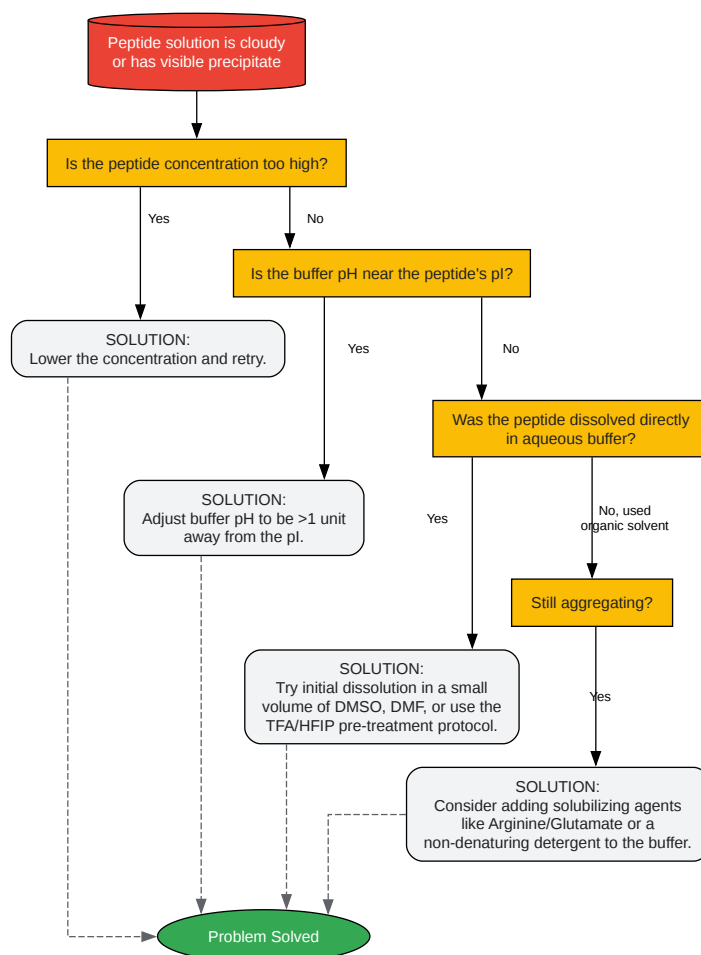 Peptide solution is cloudy
or has visible precipitate
Is the peptide concentration too high?
Yes
No
Is the buffer pH near the peptide's pI?
SOLUTION:
Lower the concentration and retry.
Yes
No
Was the peptide dissolved directly
in aqueous buffer?
SOLUTION:
Adjust buffer pH to be >1 unit
away from the pI.
Yes
No, used
organic solvent
Still aggregating?
SOLUTION:
Try initial dissolution in a small
volume of DMSO, DMF, or use the
TFA/HFIP pre-treatment protocol.
Yes
SOLUTION:
Consider adding solubilizing agents
like Arginine/Glutamate or a
non-denaturing detergent to the buffer.
Problem Solved